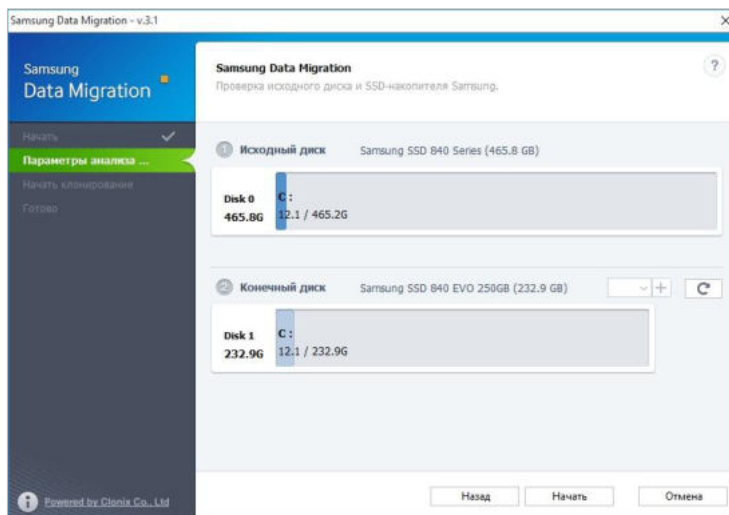 Samsung Data Migration - v.3.1
Samsung
Data Migration
Начать
Параметры анализа ...
Начать клонирование
Готово
Samsung Data Migration
Проверка исходного диска и SSD-накопителя Samsung.
?
1 Исходный диск Samsung SSD 840 Series (465.8 GB)
Disk 0
465.8G
C :
12.1 / 465.2G
2 Конечный диск Samsung SSD 840 EVO 250GB (232.9 GB)
Disk 1
232.9G
C :
12.1 / 232.9G
Powered by Clonix Co., Ltd
Назад
Начать
Отмена